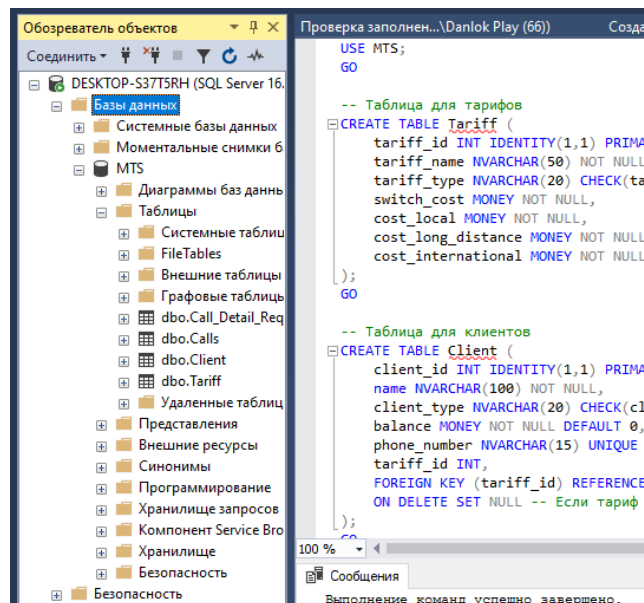 Обозреватель объектов
Соединить
DESKTOP-S37T5RH (SQL Server 16.
Базы данных
Системные базы данных
Моментальные снимки б
MTS
Диаграммы баз даннь
Таблицы
Системные таблиц
FileTables
Внешние таблицы
Графовые таблиць
dbo.Call_Detail_Req
dbo.Calls
dbo.Client
dbo.Tariff
Удаленные таблиц
Представления
Внешние ресурсы
Синонимы
Программирование
Хранилище запросов
Компонент Service Bro
Хранилище
Безопасность
Безопасность
Проверка заполнен...\Danlok Play (66))
Созда
USE MTS;
GO
-- Таблица для тарифов
CREATE TABLE Tariff (
tariff_id INT IDENTITY(1,1) PRIMA
tariff_name NVARCHAR(50) NOT NULL
tariff_type NVARCHAR(20) CHECK(ta
switch_cost MONEY NOT NULL,
cost_local MONEY NOT NULL,
cost_long_distance MONEY NOT NULL
cost_international MONEY NOT NULL
);
GO
-- Таблица для клиентов
CREATE TABLE Client (
client_id INT IDENTITY(1,1) PRIMA
name NVARCHAR(100) NOT NULL,
client_type NVARCHAR(20) CHECK(cl
balance MONEY NOT NULL DEFAULT 0,
phone_number NVARCHAR(15) UNIQUE
tariff_id INT,
FOREIGN KEY (tariff_id) REFERENCE
ON DELETE SET NULL -- Если тариф
);
GO
100 %
Сообщения
Выполнение команд успешно завершено.